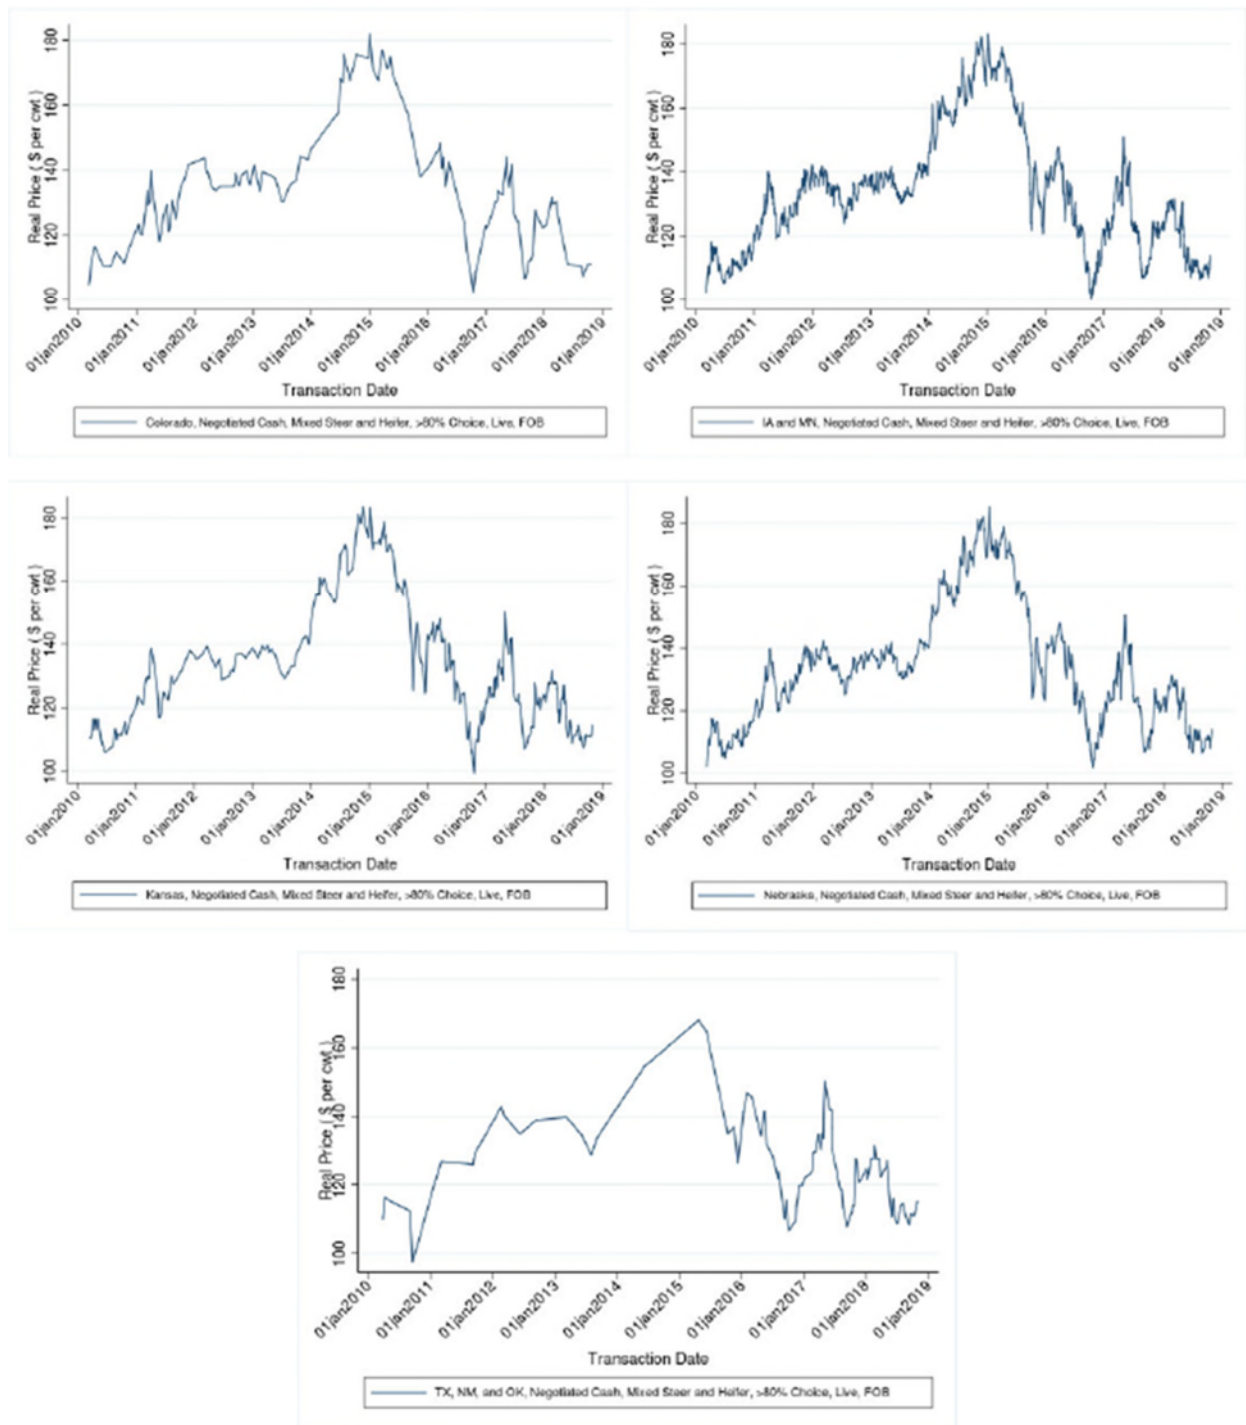 Real Price ( $ per cwt )
180
160
140
120
100
01jan2010
01jan2011
01jan2012
01jan2013
01jan2014
01jan2015
01jan2016
01jan2017
01jan2018
01jan2019
Transaction Date
Colorado, Negotiated Cash, Mixed Steer and Heifer, >80% Choice, Live, FOB
Real Price ( $ per cwt )
180
160
140
120
100
01jan2010
01jan2011
01jan2012
01jan2013
01jan2014
01jan2015
01jan2016
01jan2017
01jan2018
01jan2019
Transaction Date
IA and MN, Negotiated Cash, Mixed Steer and Heifer, >80% Choice, Live, FOB
Real Price ( $ per cwt )
180
160
140
120
100
01jan2010
01jan2011
01jan2012
01jan2013
01jan2014
01jan2015
01jan2016
01jan2017
01jan2018
01jan2019
Transaction Date
Kansas, Negotiated Cash, Mixed Steer and Heifer, >80% Choice, Live, FOB
Real Price ( $ per cwt )
180
160
140
120
100
01jan2010
01jan2011
01jan2012
01jan2013
01jan2014
01jan2015
01jan2016
01jan2017
01jan2018
01jan2019
Transaction Date
Nebraska, Negotiated Cash, Mixed Steer and Heifer, >80% Choice, Live, FOB
Real Price ( $ per cwt )
180
160
140
120
100
01jan2010
01jan2011
01jan2012
01jan2013
01jan2014
01jan2015
01jan2016
01jan2017
01jan2018
01jan2019
Transaction Date
TX, NM, and OK, Negotiated Cash, Mixed Steer and Heifer, >80% Choice, Live, FOB